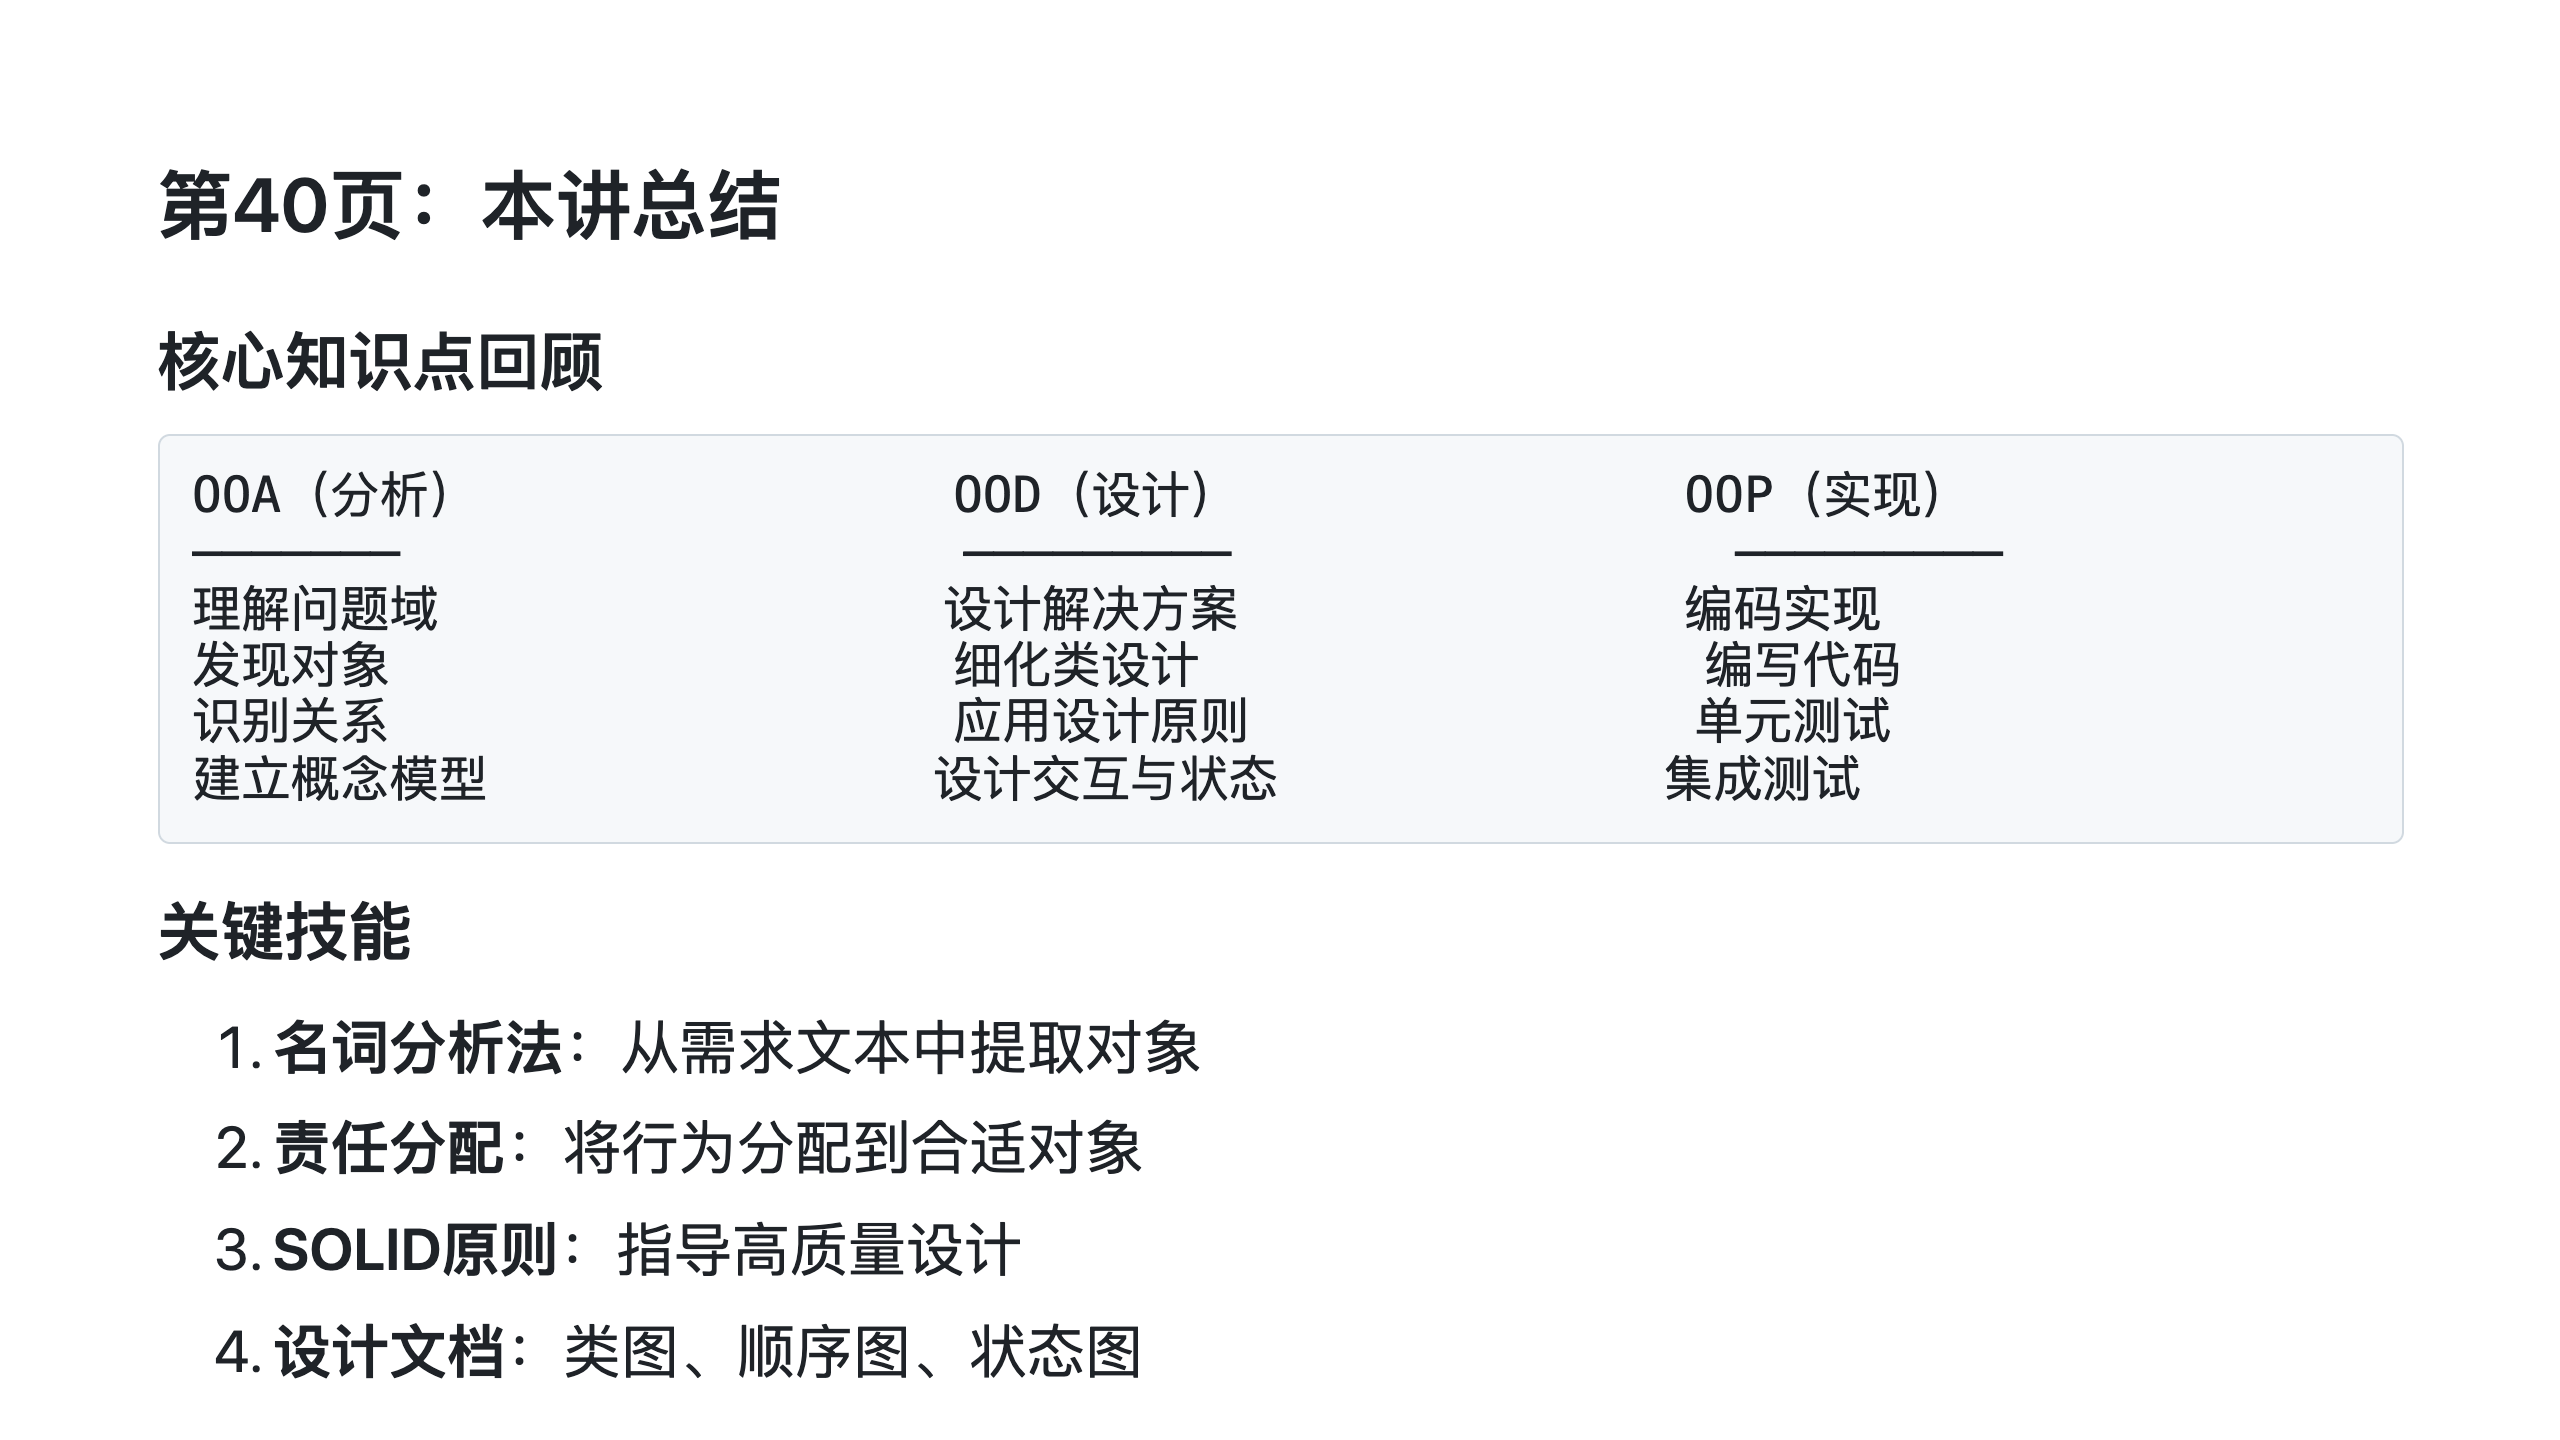 第40页：本讲总结
核心知识点回顾
OOA（分析） OOD（设计） OOP（实现）
─────── ───────── ─────────
理解问题域 设计解决方案 编码实现
发现对象 细化类设计 编写代码
识别关系 应用设计原则 单元测试
建立概念模型 设计交互与状态 集成测试
关键技能
1. 名词分析法：从需求文本中提取对象
2. 责任分配：将行为分配到合适对象
3. SOLID原则：指导高质量设计
4. 设计文档：类图、顺序图、状态图